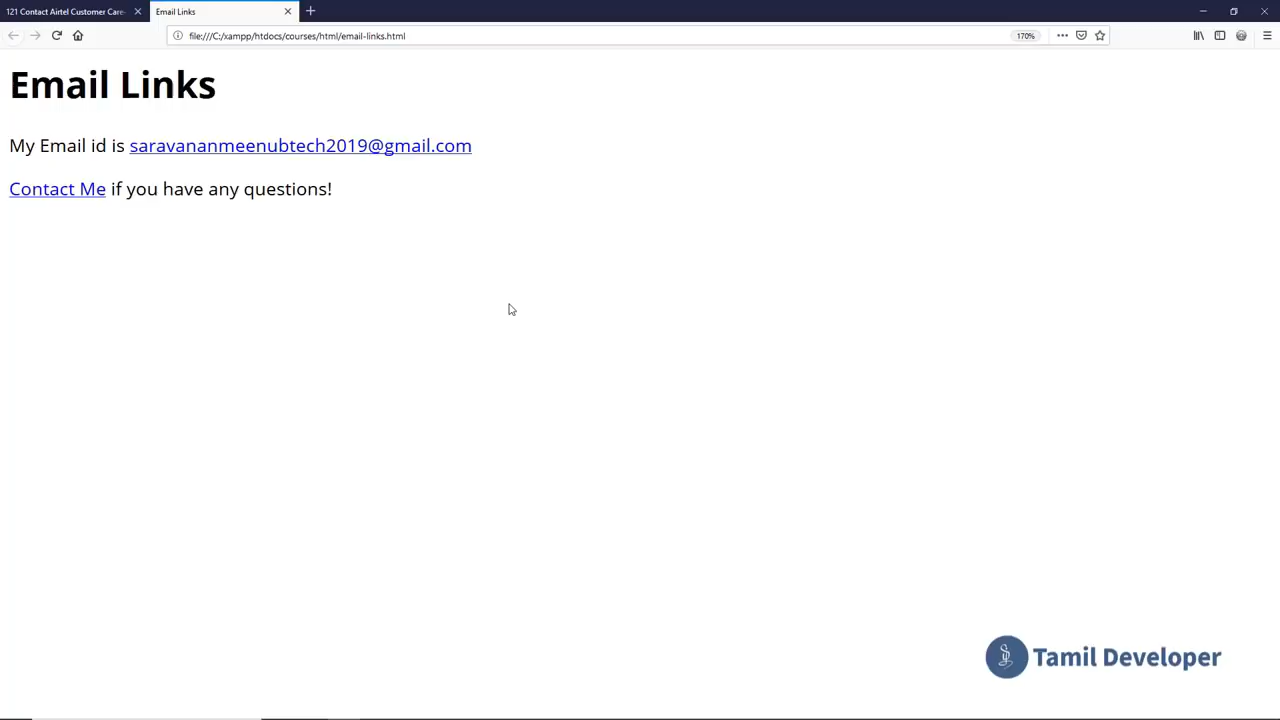 121 Contact Airtel Customer Care-
Email Links
file:///C:/xampp/htdocs/courses/html/email-links.html
170%
Email Links
My Email id is saravananmeenubtech2019@gmail.com
Contact Me if you have any questions!
Tamil Developer